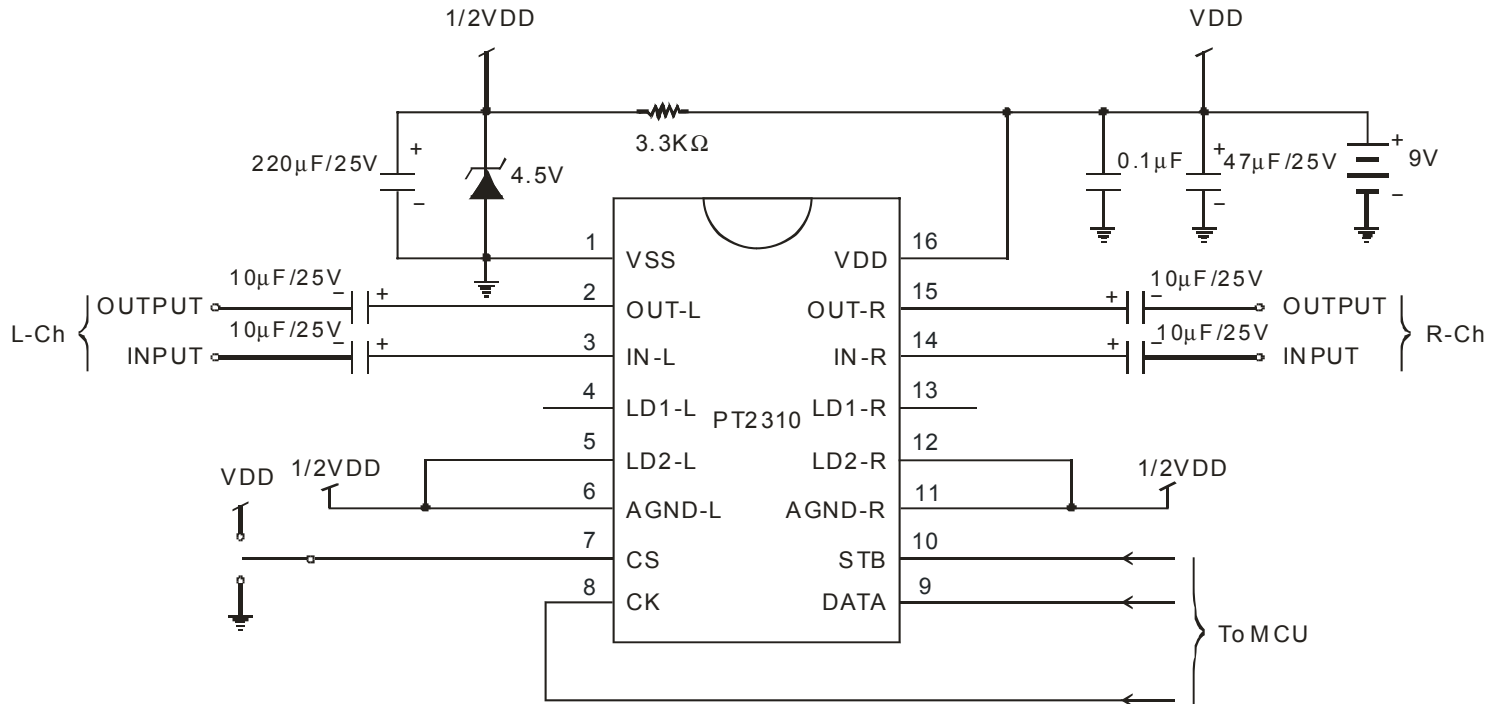 1/2VDD
VDD
3.3KΩ
220µF/25V
+
−
4.5V
0.1µF
+
47µF/25V
−
+
9V
−
1
VSS
VDD
16
L-Ch
OUTPUT
10µF/25V
−
+
2
OUT-L
OUT-R
15
+
−
10µF/25V
OUTPUT
R-Ch
INPUT
10µF/25V
−
+
3
IN-L
IN-R
14
+
−
10µF/25V
INPUT
4
LD1-L
PT2310
LD1-R
13
5
LD2-L
LD2-R
12
VDD
1/2VDD
6
AGND-L
AGND-R
11
1/2VDD
7
CS
STB
10
8
CK
DATA
9
To MCU